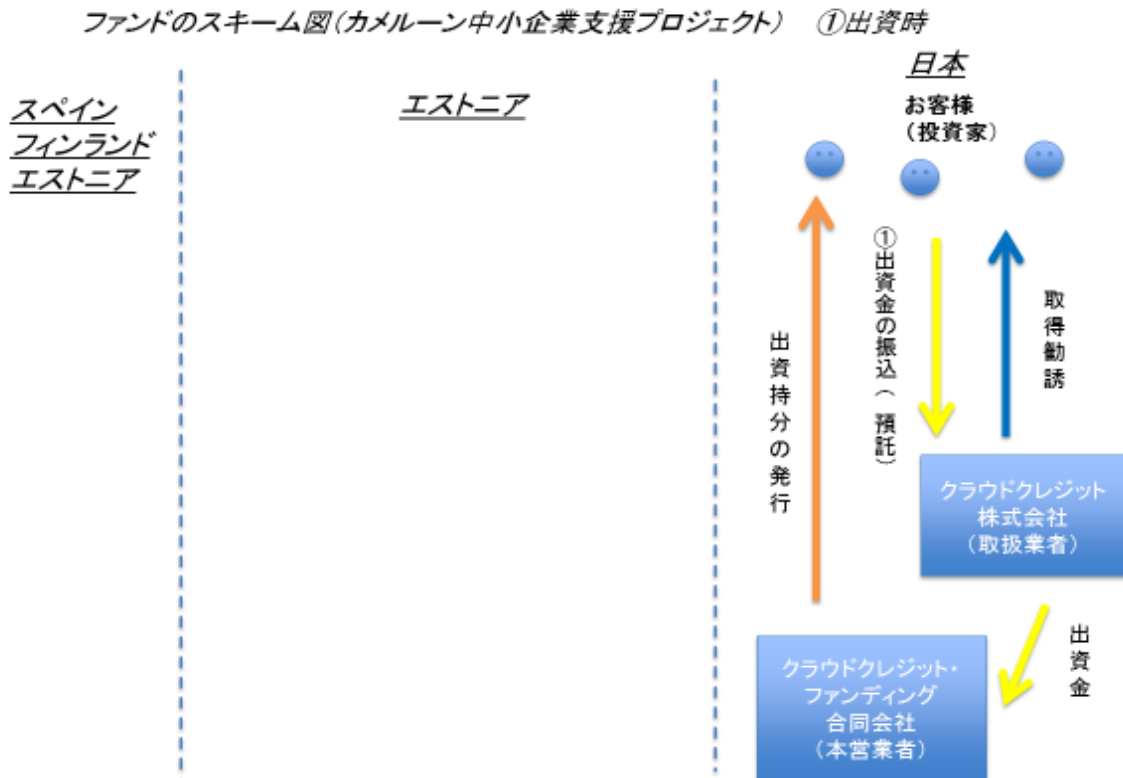 ファンドのスキーム図(カメルーン中小企業支援プロジェクト) ①出資時
スペイン
フィンランド
エストニア
エストニア
日本
お客様
(投資家)
出資持分の発行
①出資金の振込(預託)
取得勧誘
クラウドクレジット
株式会社
(取扱業者)
出資金
クラウドクレジット・
ファンディング
合同会社
(本営業者)